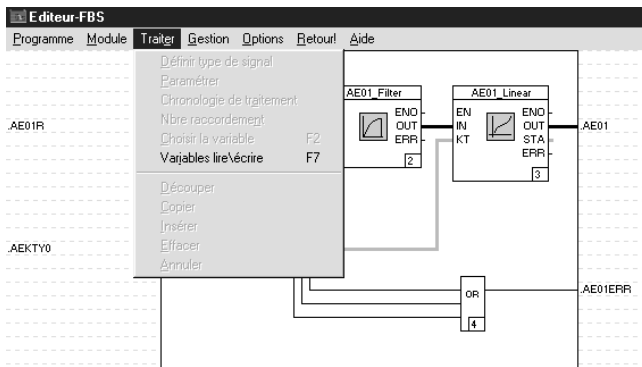 Editeur-FBS
Programme Module Traiter Gestion Options Retour! Aide
Définir type de signal
Paramétrer
Chronologie de traitement
Nbre raccordement
Choisir la variable F2
Variables lire\écrire F7
Découper
Copier
Insérer
Effacer
Annuler
.AE01R
.AEKTY0
AE01_Filter
ENO
OUT
ERR
2
AE01_Linear
EN ENO
IN OUT
KT STA
ERR
3
.AE01
OR
4
.AE01ERR